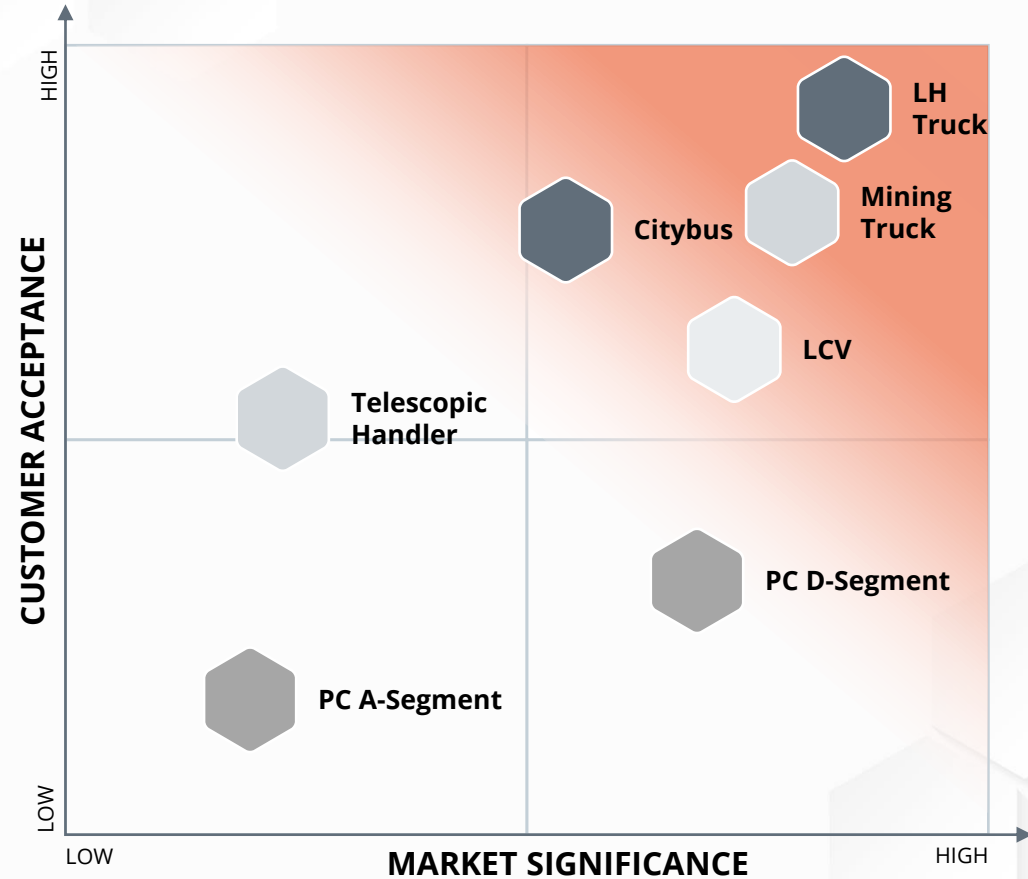 HIGH
LH
Truck
Mining
Truck
Citybus
LCV
CUSTOMER ACCEPTANCE
Telescopic
Handler
PC D-Segment
PC A-Segment
LOW
LOW
MARKET SIGNIFICANCE
HIGH